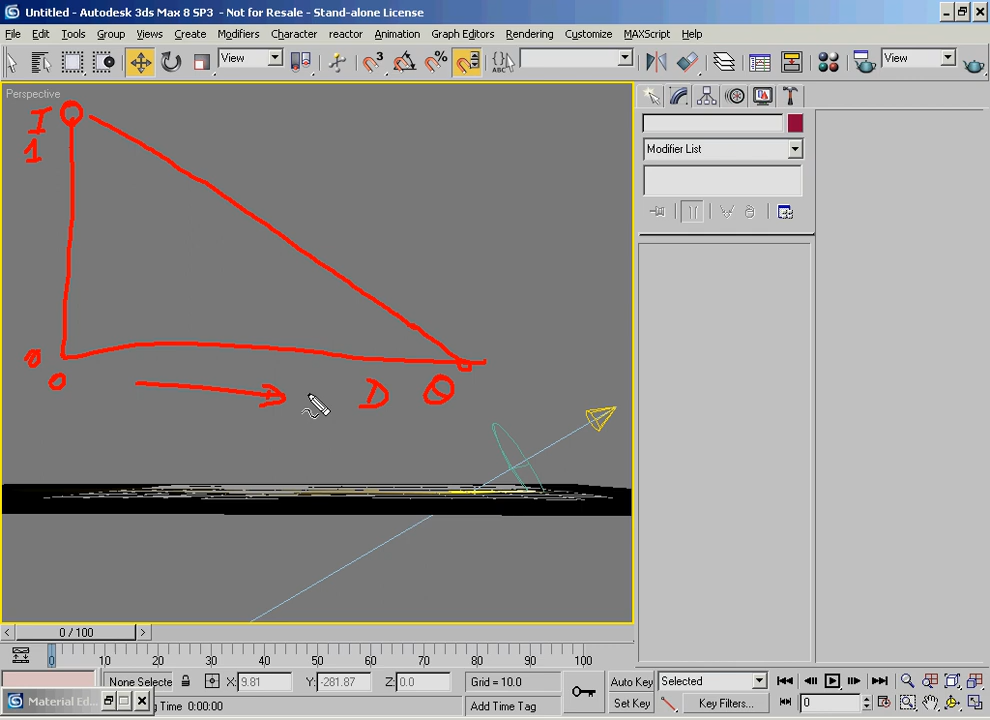 Untitled - Autodesk 3ds Max 8 SP3 - Not for Resale - Stand-alone License
File Edit Tools Group Views Create Modifiers Character reactor Animation Graph Editors Rendering Customize MAXScript Help
View 3 % ABC View
Perspective
I
1
0
0 D
Modifier List
0 / 100
0 10 20 30 40 50 60 70 80 90 100
None Selecte X: 9.81 Y: -281.87 Z: 0.0 Grid = 10.0 Auto Key Selected
Material Ed... g Time 0:00:00 Add Time Tag Set Key Key Filters... 0